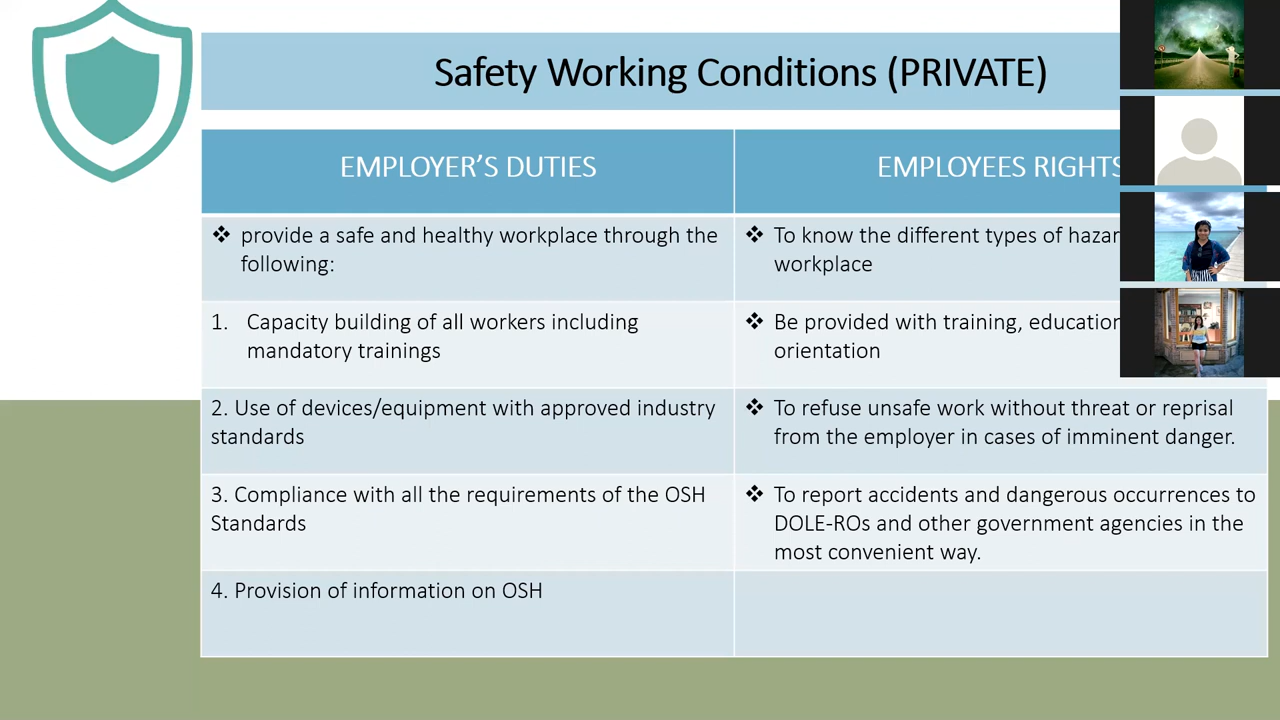 Safety Working Conditions (PRIVATE)
EMPLOYER’S DUTIES
EMPLOYEES RIGHTS
❖ provide a safe and healthy workplace through the
following:
❖ To know the different types of
workplace
1. Capacity building of all workers including
mandatory trainings
❖ Be provided with training,
orientation
2. Use of devices/equipment with approved industry
standards
❖ To refuse unsafe work without threat or reprisal
from the employer in cases of imminent danger.
3. Compliance with all the requirements of the OSH
Standards
❖ To report accidents and dangerous occurrences to
DOLE-ROs and other government agencies in the
most convenient way.
4. Provision of information on OSH